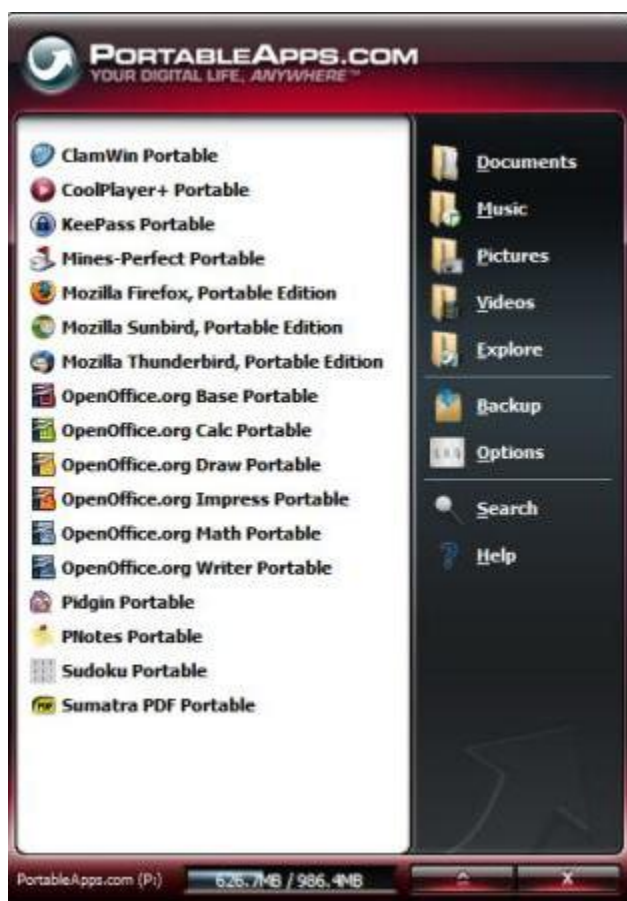 PORTABLEAPPS.COM
YOUR DIGITAL LIFE, ANYWHERE™
ClamWin Portable
CoolPlayer+ Portable
KeePass Portable
Mines-Perfect Portable
Mozilla Firefox, Portable Edition
Mozilla Sunbird, Portable Edition
Mozilla Thunderbird, Portable Edition
OpenOffice.org Base Portable
OpenOffice.org Calc Portable
OpenOffice.org Draw Portable
OpenOffice.org Impress Portable
OpenOffice.org Math Portable
OpenOffice.org Writer Portable
Pidgin Portable
PNotes Portable
Sudoku Portable
PDF Sumatra PDF Portable
Documents
Music
Pictures
Videos
Explore
Backup
Options
Search
Help
PortableApps.com (P:) 626.7MB / 986.4MB X